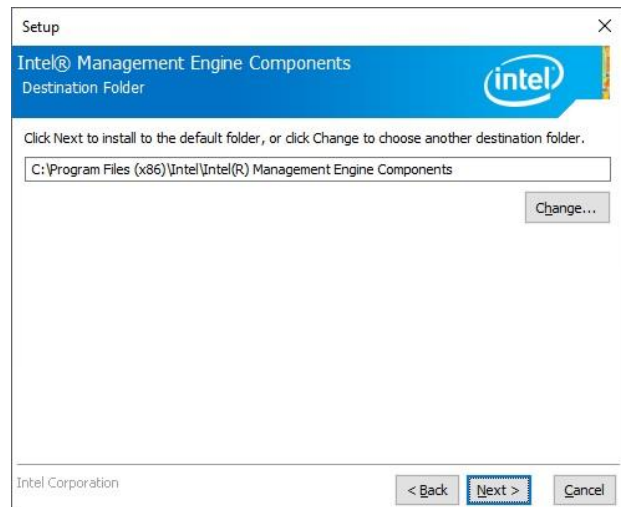 Setup
Intel® Management Engine Components
Destination Folder
intel
Click Next to install to the default folder, or click Change to choose another destination folder.
C:\Program Files (x86)\Intel\Intel(R) Management Engine Components
Change...
Intel Corporation
< Back Next > Cancel